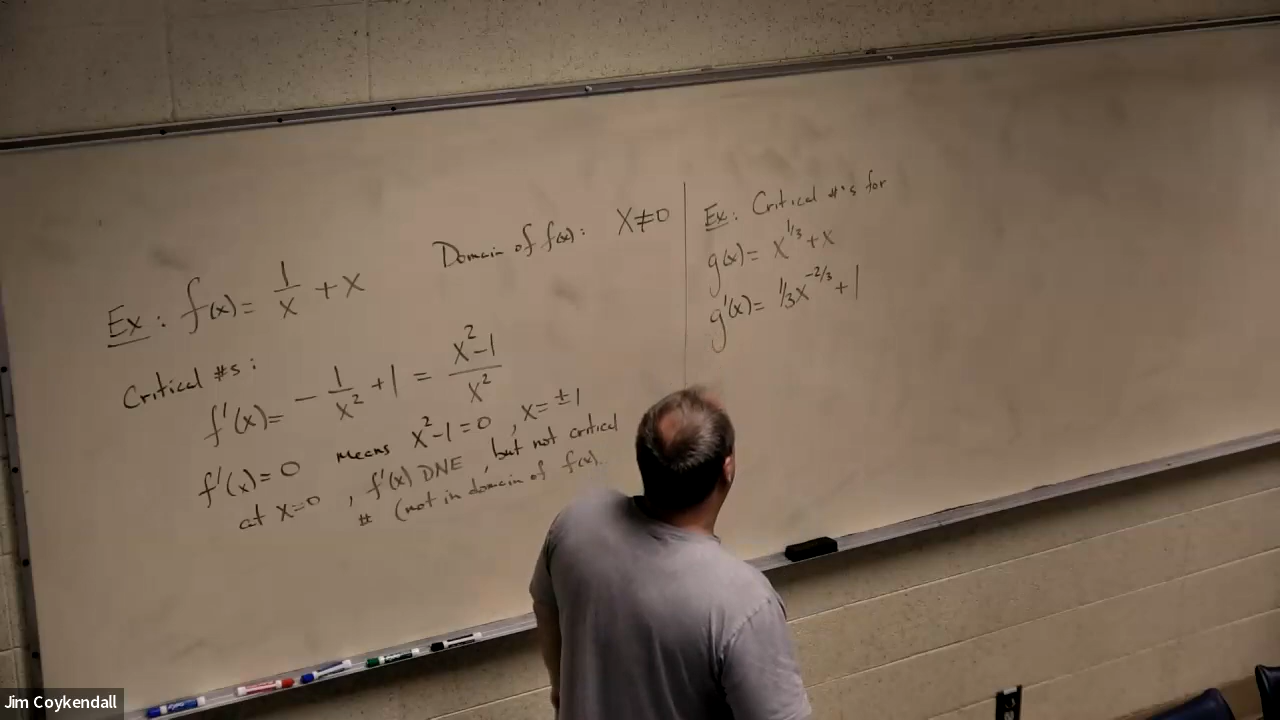 Domain of f(x): X≠0
Ex: f(x)= 1/x + x
Critical #s:
f'(x)= - 1/x² +1 = x²-1/x²
f'(x)=0 means x²-1=0, x=±1
at x=0, f'(x) DNE, but not critical
# (not in domain of f(x).
Ex: Critical #'s for
g(x)= x^1/3 + x
g'(x)= 1/3 x^-2/3 + 1
Jim Coykendall